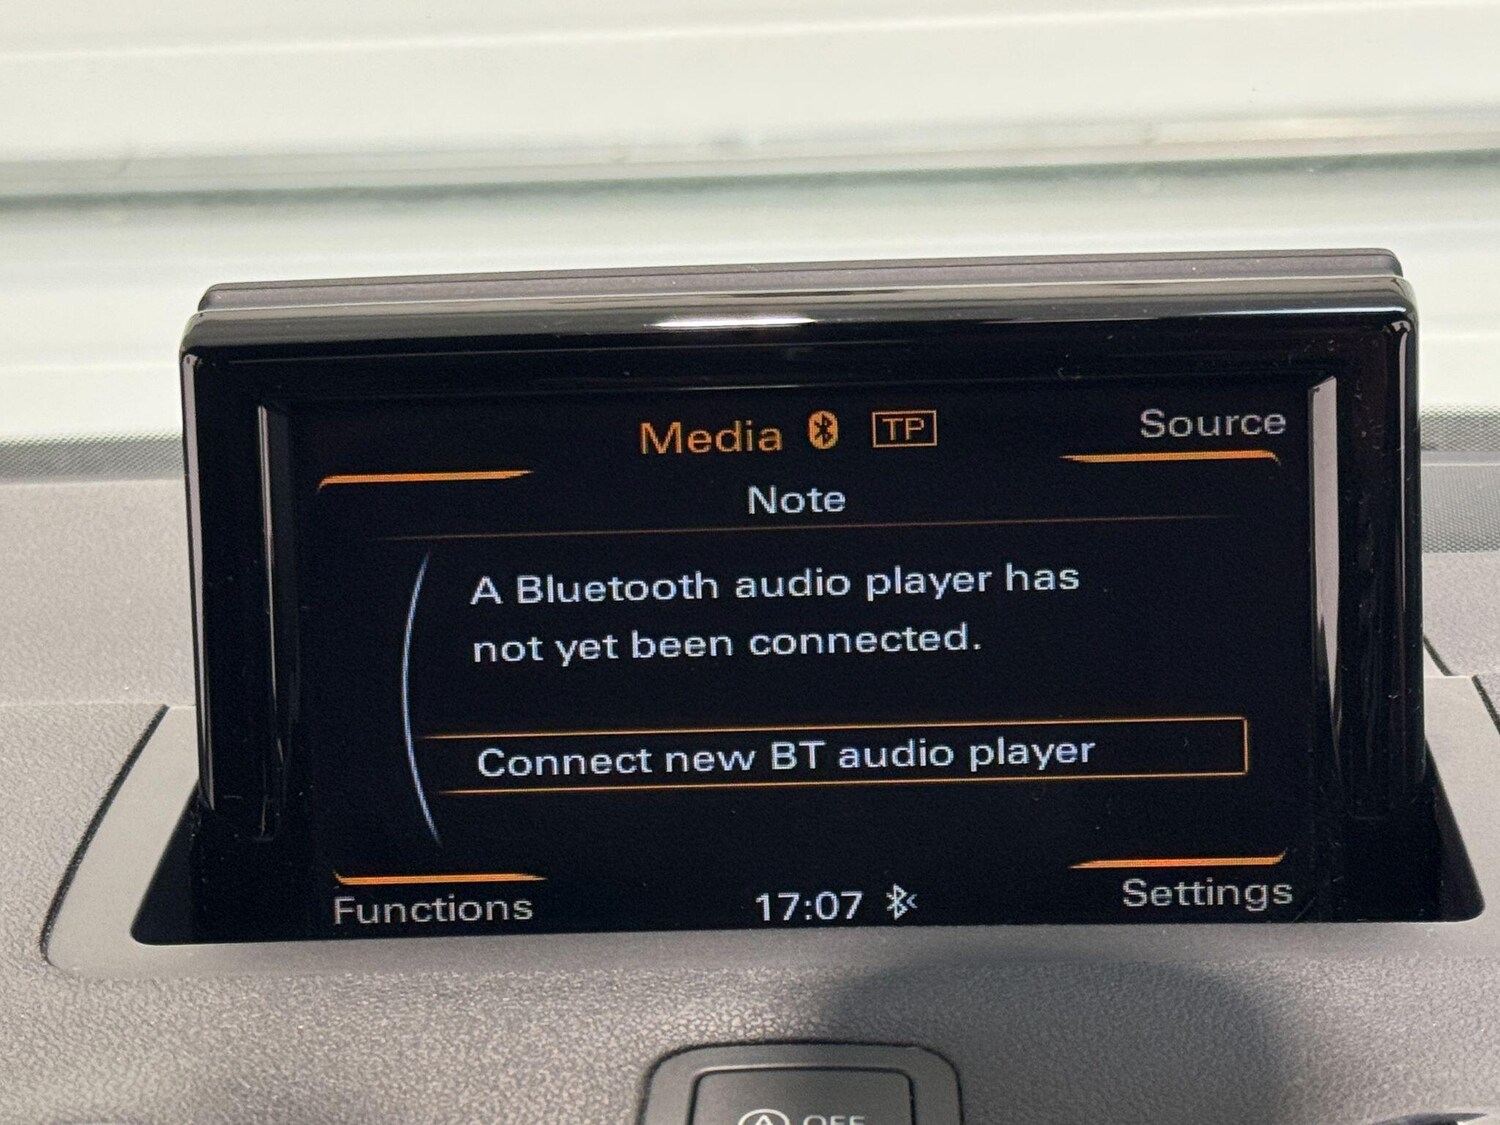 Media TP Source
Note
A Bluetooth audio player has
not yet been connected.
Connect new BT audio player
Functions 17:07 Settings
A OFF